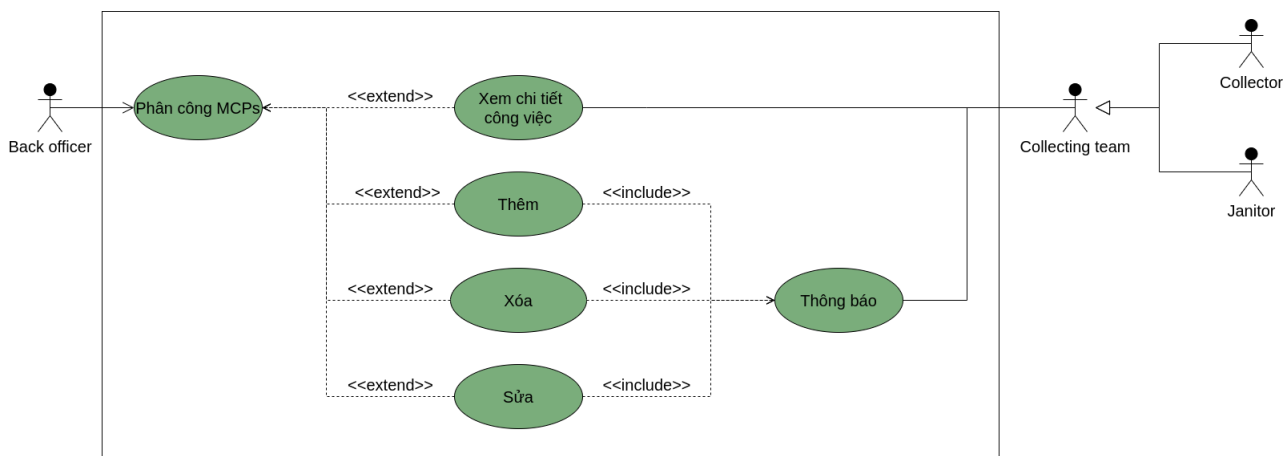 Collector
<<extend>>
Xem chi tiết
công việc
Phân công MCPs
Back officer
Collecting team
<<extend>>
Thêm
<<include>>
Janitor
<<extend>>
Xóa
<<include>>
Thông báo
<<extend>>
Sửa
<<include>>